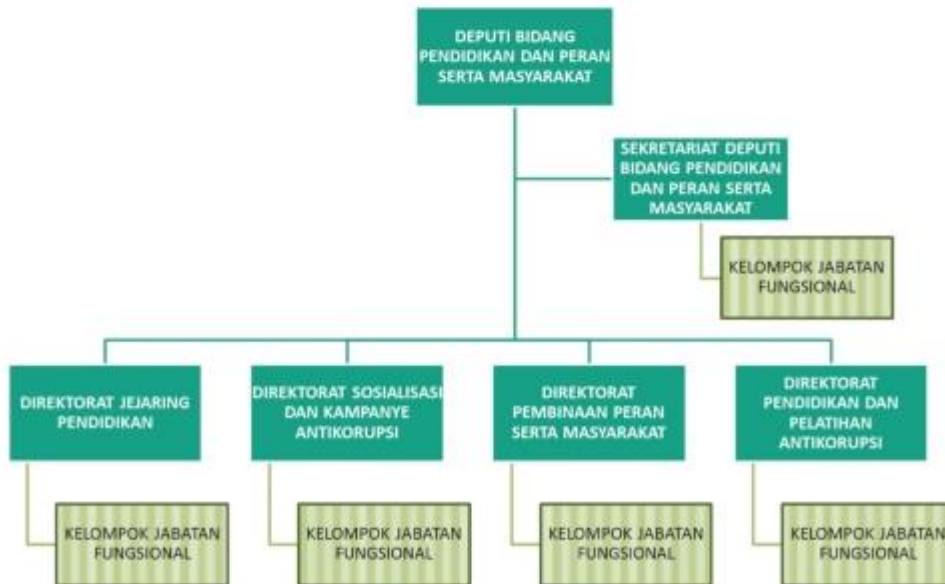 DEPUTI BIDANG
PENDIDIKAN DAN PERAN
SERTA MASYARAKAT
SEKRETARIAT DEPUTI
BIDANG PENDIDIKAN
DAN PERAN SERTA
MASYARAKAT
KELOMPOK JABATAN
FUNGSIONAL
DIREKTORAT JEJARING
PENDIDIKAN
DIREKTORAT SOSIALISASI
DAN KAMPANYE
ANTIKORUPSI
DIREKTORAT
PEMBINAAN PERAN
SERTA MASYARAKAT
DIREKTORAT
PENDIDIKAN DAN
PELATIHAN
ANTIKORUPSI
KELOMPOK JABATAN
FUNGSIONAL
KELOMPOK JABATAN
FUNGSIONAL
KELOMPOK JABATAN
FUNGSIONAL
KELOMPOK JABATAN
FUNGSIONAL